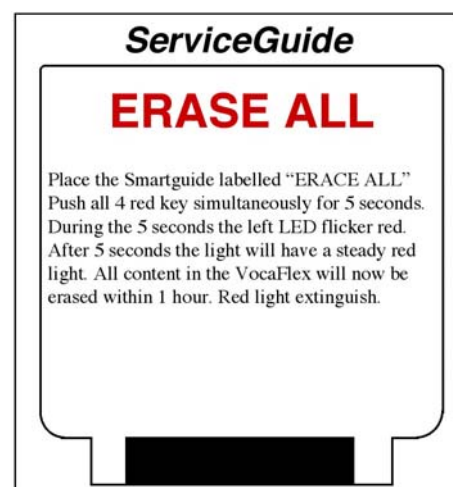 ServiceGuide
ERASE ALL
Place the Smartguide labelled “ERACE ALL”
Push all 4 red key simultaneously for 5 seconds.
During the 5 seconds the left LED flicker red.
After 5 seconds the light will have a steady red
light. All content in the VocaFlex will now be
erased within 1 hour. Red light extinguish.